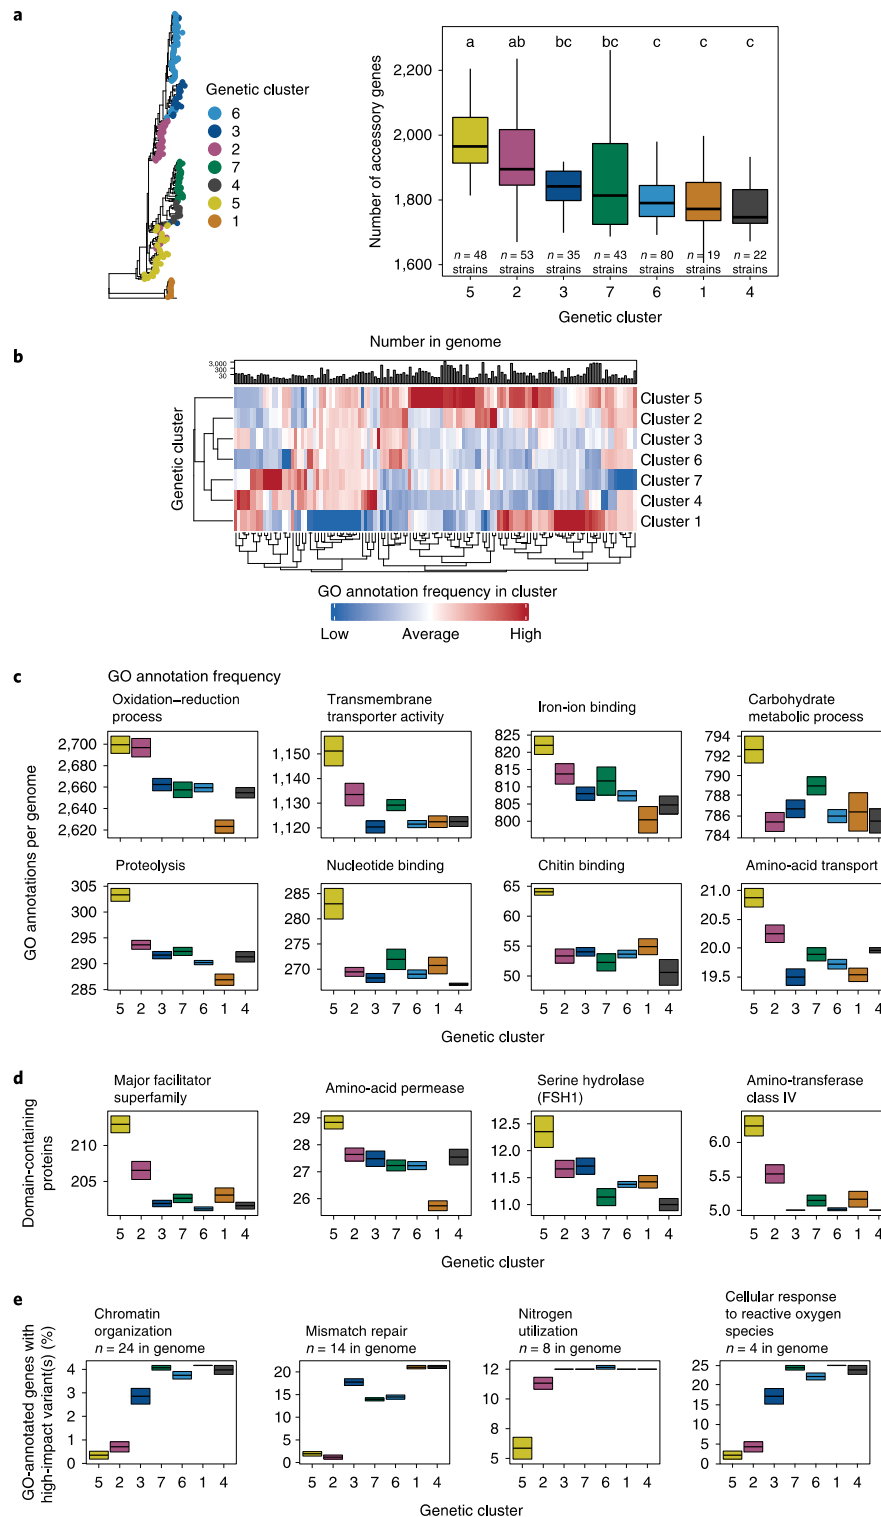 a
Genetic cluster
6
3
2
7
4
5
1
Number of accessory genes
2,200
2,000
1,800
1,600
a ab bc bc c c c
n = 48 n = 53 n = 35 n = 43 n = 80 n = 19 n = 22
strains strains strains strains strains strains strains
5 2 3 7 6 1 4
Genetic cluster
b
Number in genome
3,000
300
30
Genetic cluster
Cluster 5
Cluster 2
Cluster 3
Cluster 6
Cluster 7
Cluster 4
Cluster 1
GO annotation frequency in cluster
Low Average High
c
GO annotation frequency
GO annotations per genome
Oxidation–reduction
process
2,700
2,680
2,660
2,640
2,620
Transmembrane
transporter activity
1,150
1,140
1,130
1,120
Iron-ion binding
825
820
815
810
805
800
Carbohydrate
metabolic process
794
792
790
788
786
784
Proteolysis
305
300
295
290
285
5 2 3 7 6 1 4
Nucleotide binding
285
280
275
270
5 2 3 7 6 1 4
Chitin binding
65
60
55
50
5 2 3 7 6 1 4
Amino-acid transport
21.0
20.5
20.0
19.5
5 2 3 7 6 1 4
Genetic cluster
d
Domain-containing
proteins
Major facilitator
superfamily
210
205
5 2 3 7 6 1 4
Amino-acid permease
29
28
27
26
5 2 3 7 6 1 4
Serine hydrolase
(FSH1)
12.5
12.0
11.5
11.0
5 2 3 7 6 1 4
Amino-transferase
class IV
6.0
5.5
5.0
5 2 3 7 6 1 4
Genetic cluster
e
GO-annotated genes with
high-impact variant(s) (%)
Chromatin
organization
n = 24 in genome
4
3
2
1
0
5 2 3 7 6 1 4
Mismatch repair
n = 14 in genome
20
15
10
5
0
5 2 3 7 6 1 4
Nitrogen
utilization
n = 8 in genome
12
10
8
5
5 2 3 7 6 1 4
Cellular response
to reactive oxygen
species
n = 4 in genome
25
20
15
10
5
0
5 2 3 7 6 1 4
Genetic cluster